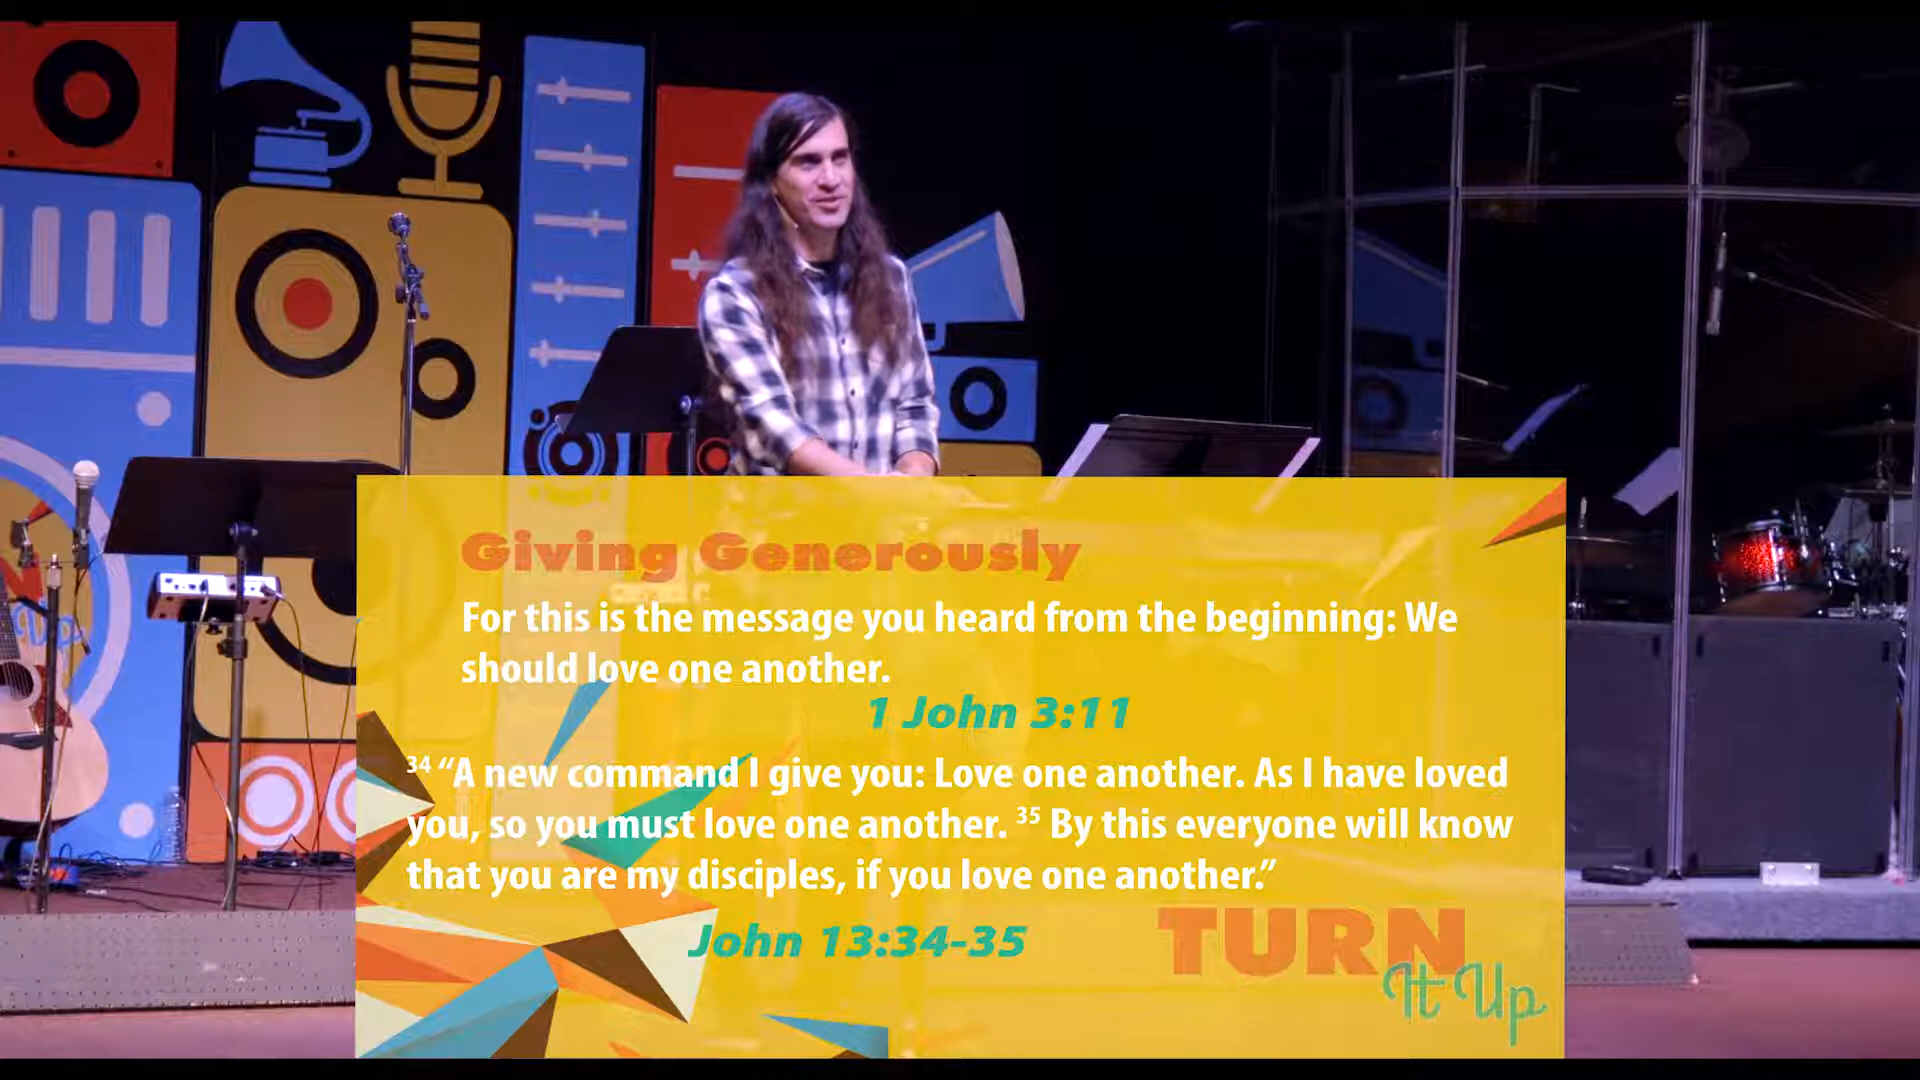 Giving Generously
For this is the message you heard from the beginning: We
should love one another.
1 John 3:11
34 “A new command I give you: Love one another. As I have loved
you, so you must love one another. 35 By this everyone will know
that you are my disciples, if you love one another.”
John 13:34-35
TURN
It Up